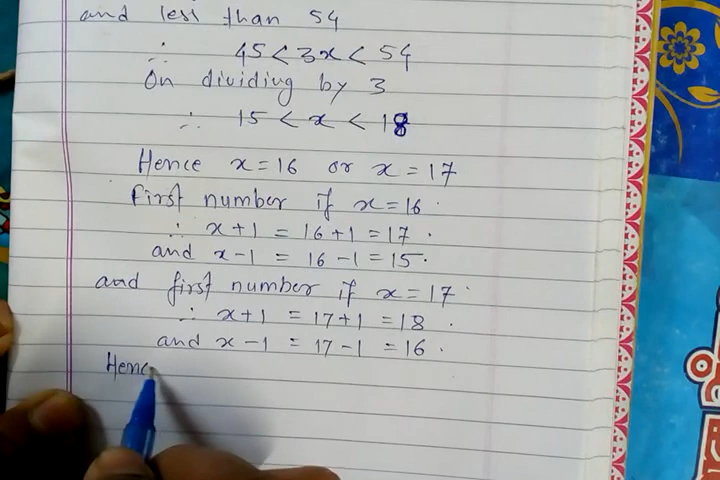 and less than 54
∴ 45 < 3x < 54
On dividing by 3
∴ 15 < x < 18
Hence x = 16 or x = 17
First number if x = 16.
∴ x + 1 = 16 + 1 = 17.
and x - 1 = 16 - 1 = 15.
and first number if x = 17.
∴ x + 1 = 17 + 1 = 18.
and x - 1 = 17 - 1 = 16.
Henc